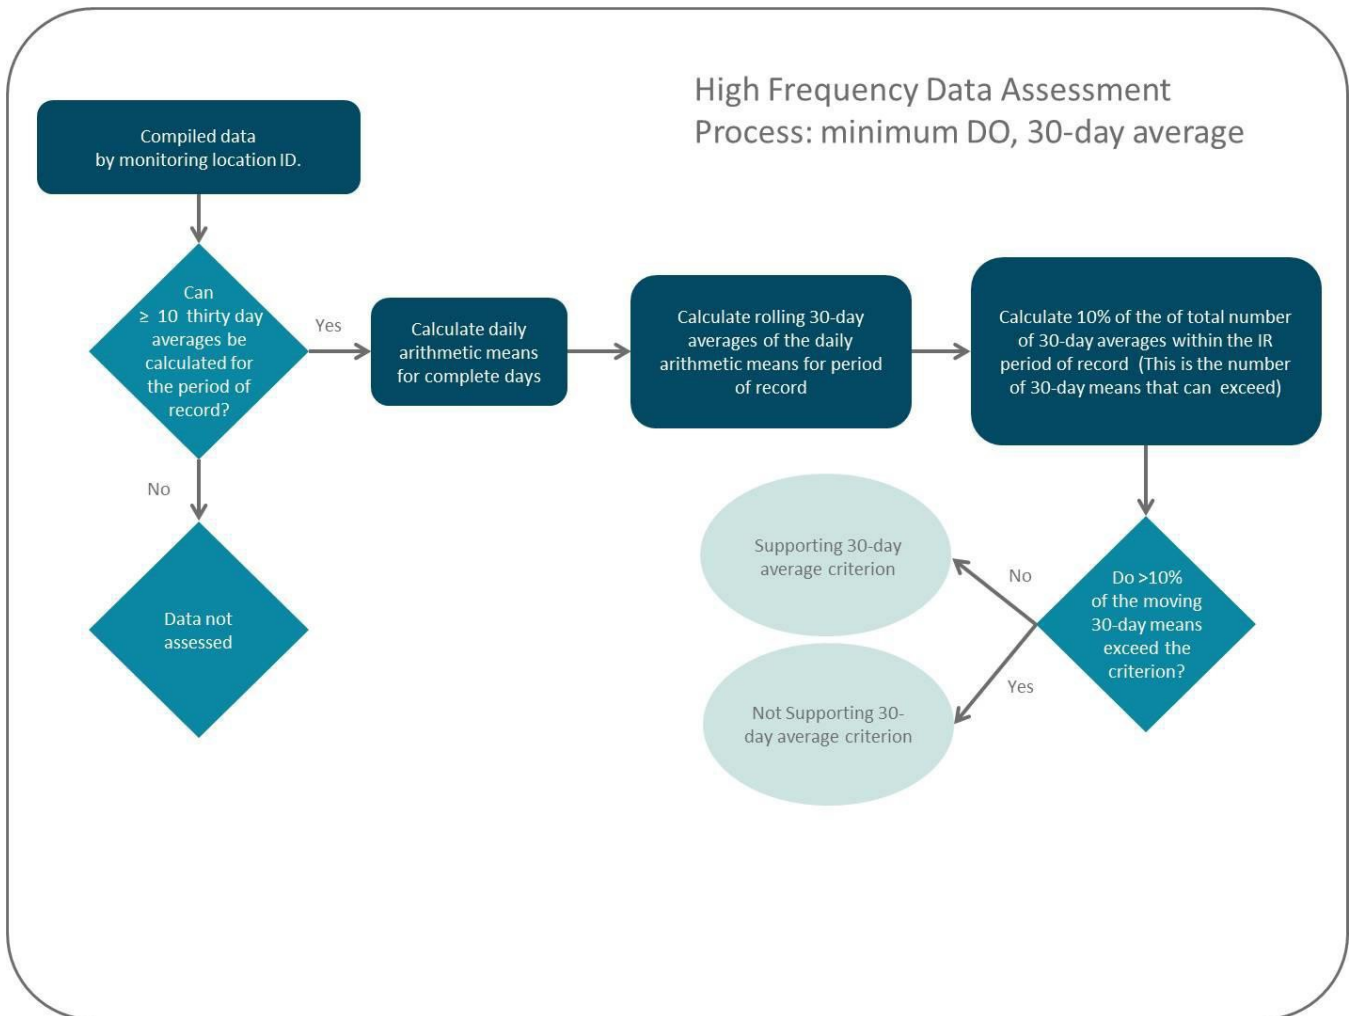 High Frequency Data Assessment
Process: minimum DO, 30-day average
Compiled data
by monitoring location ID.
Can
≥ 10 thirty day
averages be
calculated for
the period of
record?
Yes
No
Data not
assessed
Calculate daily
arithmetic means
for complete days
Calculate rolling 30-day
averages of the daily
arithmetic means for period
of record
Calculate 10% of the of total number
of 30-day averages within the IR
period of record (This is the number
of 30-day means that can exceed)
Do >10%
of the moving
30-day means
exceed the
criterion?
No
Supporting 30-day
average criterion
Yes
Not Supporting 30-
day average criterion